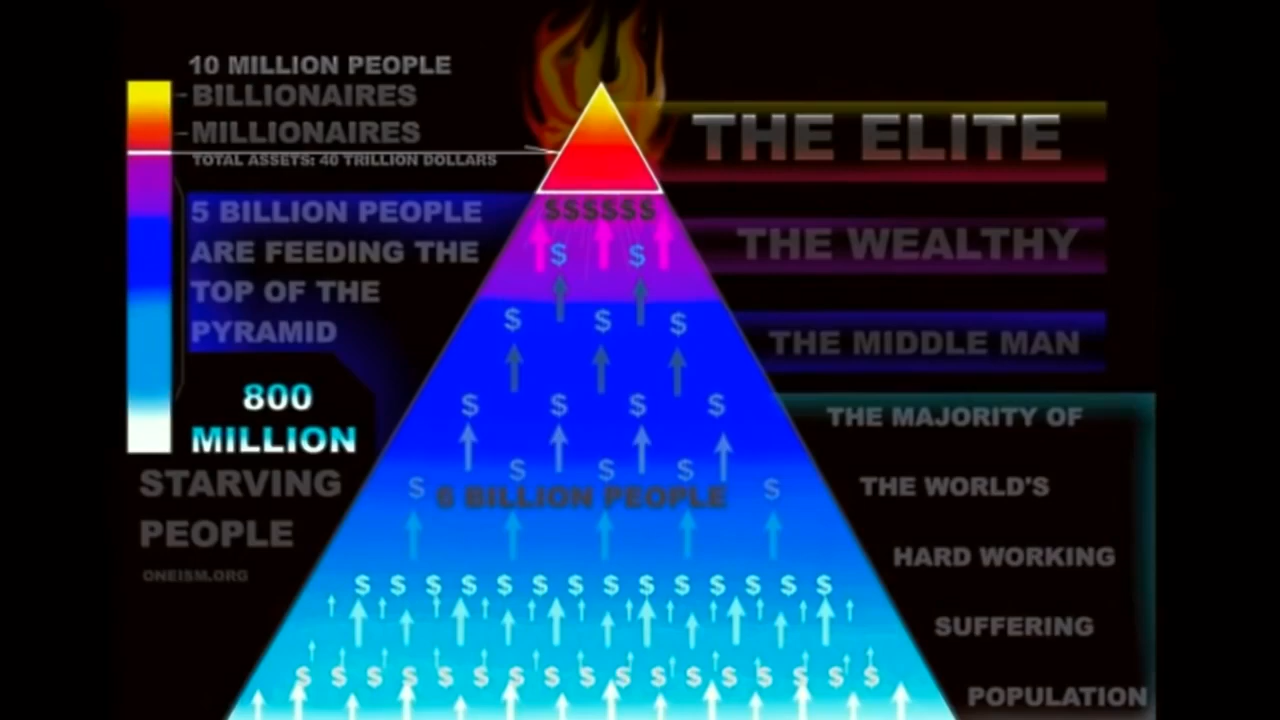 10 MILLION PEOPLE
BILLIONAIRES
MILLIONAIRES
TOTAL ASSETS: 40 TRILLION DOLLARS
5 BILLION PEOPLE
ARE FEEDING THE
TOP OF THE
PYRAMID
800
MILLION
STARVING
PEOPLE
ONEISM.ORG
$$$$$$
$ $
$ $ $
$ $ $ $
$ $ $
$ $
6 BILLION PEOPLE
$ $ $ $ $ $ $ $ $ $ $ $ $ $
$ $ $ $ $ $ $ $ $ $ $ $ $ $ $ $ $
THE ELITE
THE WEALTHY
THE MIDDLE MAN
THE MAJORITY OF
THE WORLD'S
HARD WORKING
SUFFERING
POPULATION